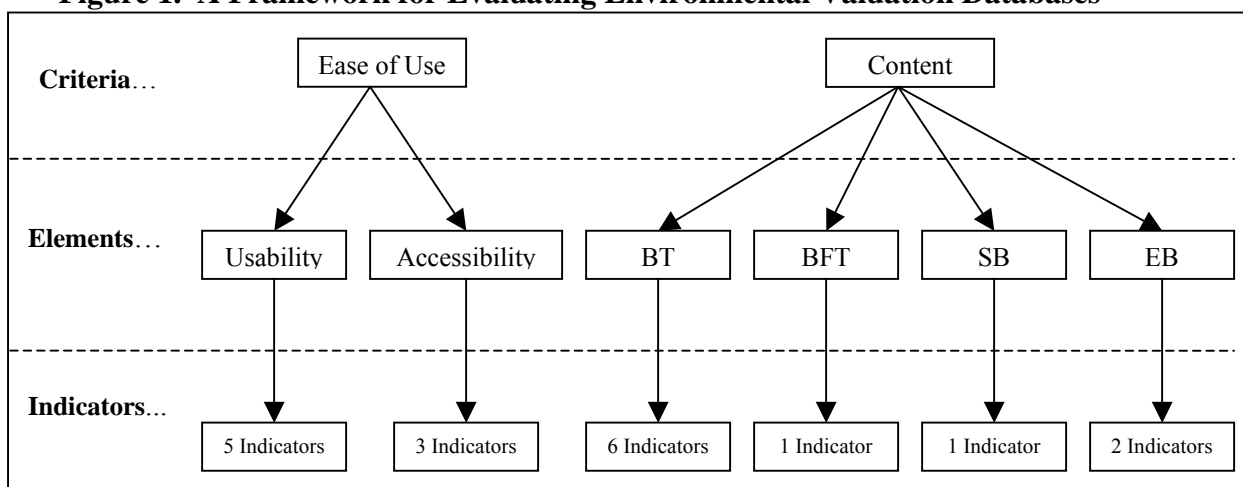 Figure 1. A Framework for Evaluating Environmental Valuation Databases
Criteria…
Ease of Use
Content
Elements…
Usability
Accessibility
BT
BFT
SB
EB
Indicators…
5 Indicators
3 Indicators
6 Indicators
1 Indicator
1 Indicator
2 Indicators